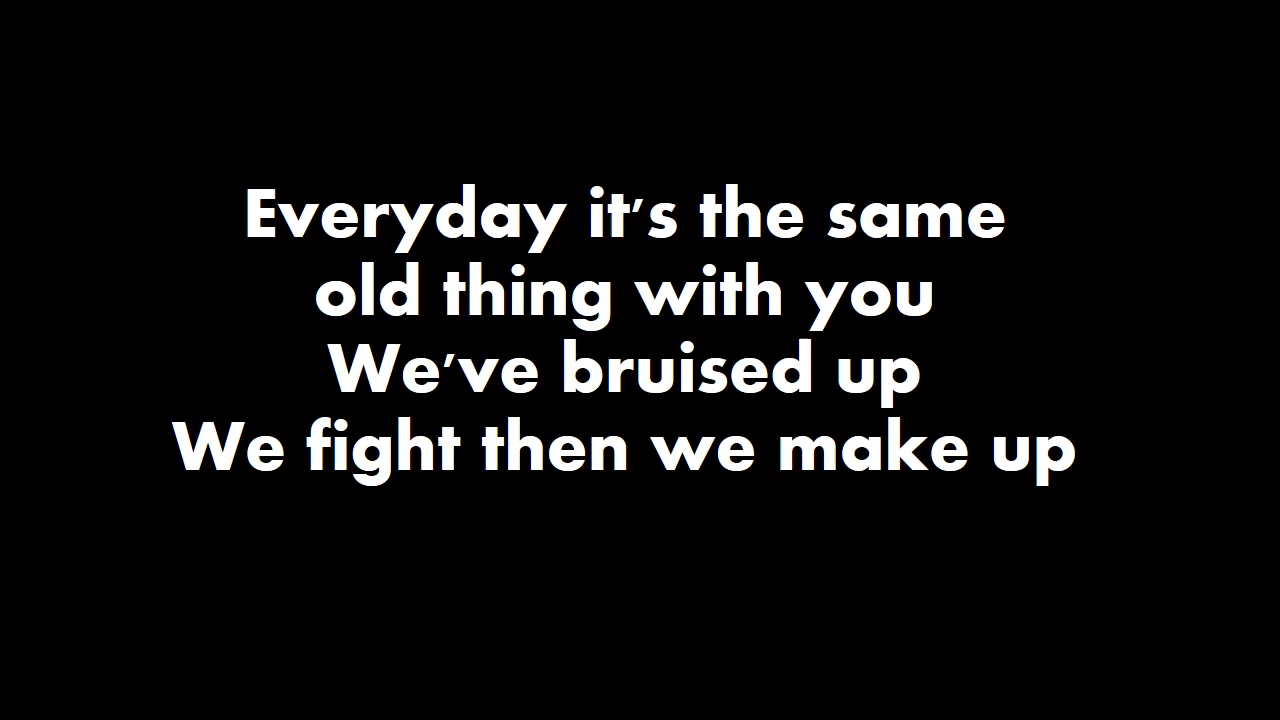 Everyday it's the same
old thing with you
We've bruised up
We fight then we make up